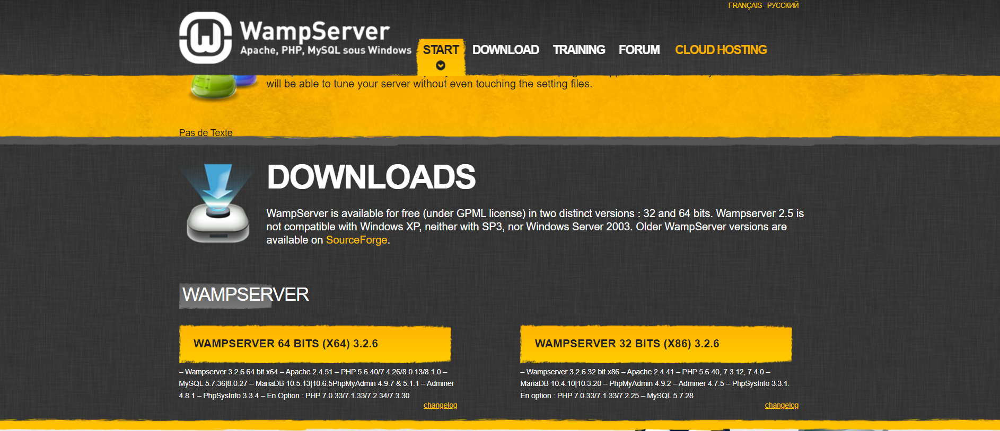 FRANÇAIS РУССКИЙ
WampServer
Apache, PHP, MySQL sous Windows
START
DOWNLOAD
TRAINING
FORUM
CLOUD HOSTING
will be able to tune your server without even touching the setting files.
Pas de Texte
DOWNLOADS
WampServer is available for free (under GPML license) in two distinct versions : 32 and 64 bits. Wampserver 2.5 is
not compatible with Windows XP, neither with SP3, nor Windows Server 2003. Older WampServer versions are
available on SourceForge.
WAMPSERVER
WAMPSERVER 64 BITS (X64) 3.2.6
– Wampserver 3.2.6 64 bit x64 – Apache 2.4.51 – PHP 5.6.40/7.4.26/8.0.13/8.1.0 –
MySQL 5.7.36|8.0.27 – MariaDB 10.5.13|10.6.5PhpMyAdmin 4.9.7 & 5.1.1 – Adminer
4.8.1 – PhpSysInfo 3.3.4 – En Option : PHP 7.0.33/7.1.33/7.2.34/7.3.30
changelog
WAMPSERVER 32 BITS (X86) 3.2.6
– Wampserver 3.2.6 32 bit x86 – Apache 2.4.41 – PHP 5.6.40, 7.3.12, 7.4.0 –
MariaDB 10.4.10|10.3.20 – PhpMyAdmin 4.9.2 – Adminer 4.7.5 – PhpSysInfo 3.3.1.
En option : PHP 7.0.33/7.1.33/7.2.25 – MySQL 5.7.28
changelog